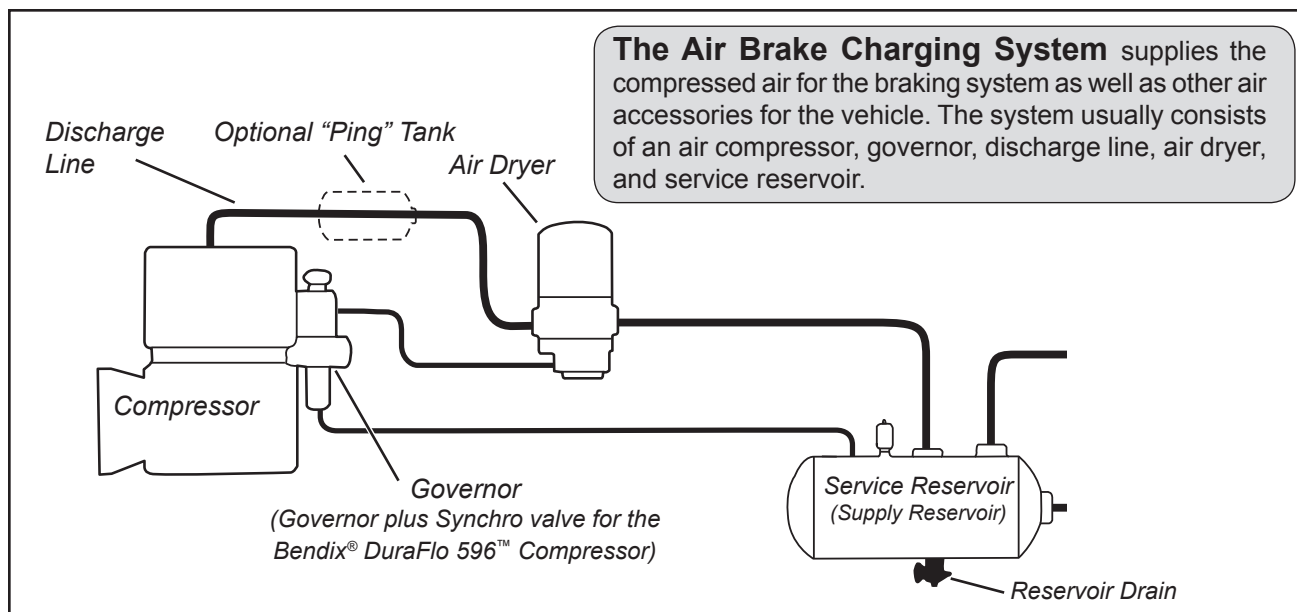 The Air Brake Charging System supplies the
compressed air for the braking system as well as other air
accessories for the vehicle. The system usually consists
of an air compressor, governor, discharge line, air dryer,
and service reservoir.
Discharge
Line
Optional “Ping” Tank
Air Dryer
Compressor
Governor
(Governor plus Synchro valve for the
Bendix® DuraFlo 596™ Compressor)
Service Reservoir
(Supply Reservoir)
Reservoir Drain